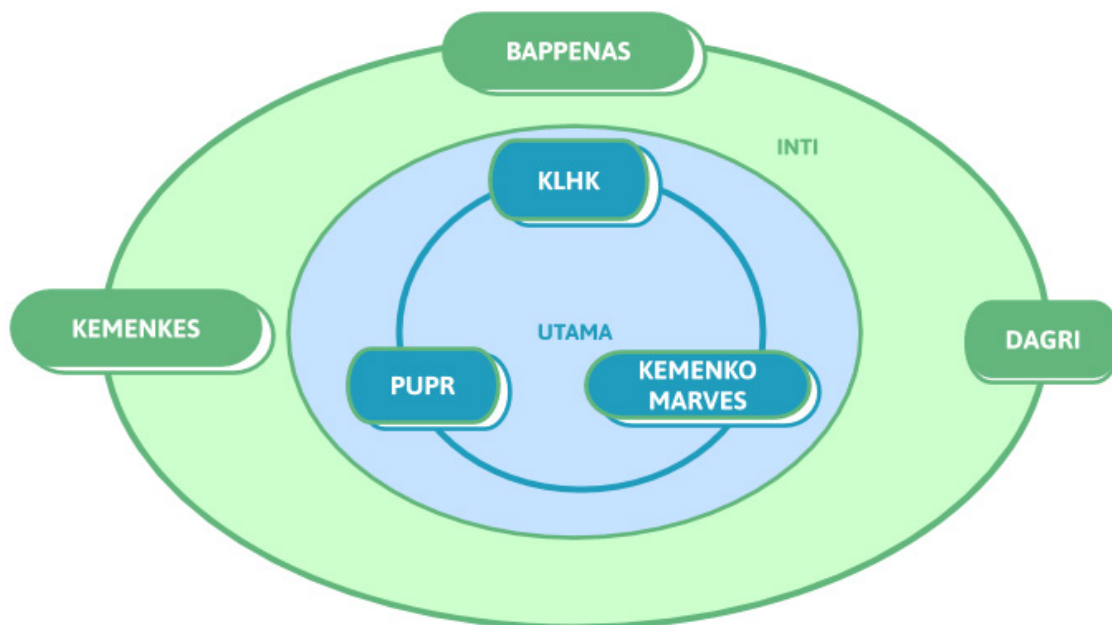 BAPPENAS
INTI
KLHK
KEMENKES
UTAMA
DAGRI
PUPR
KEMENKO
MARVES